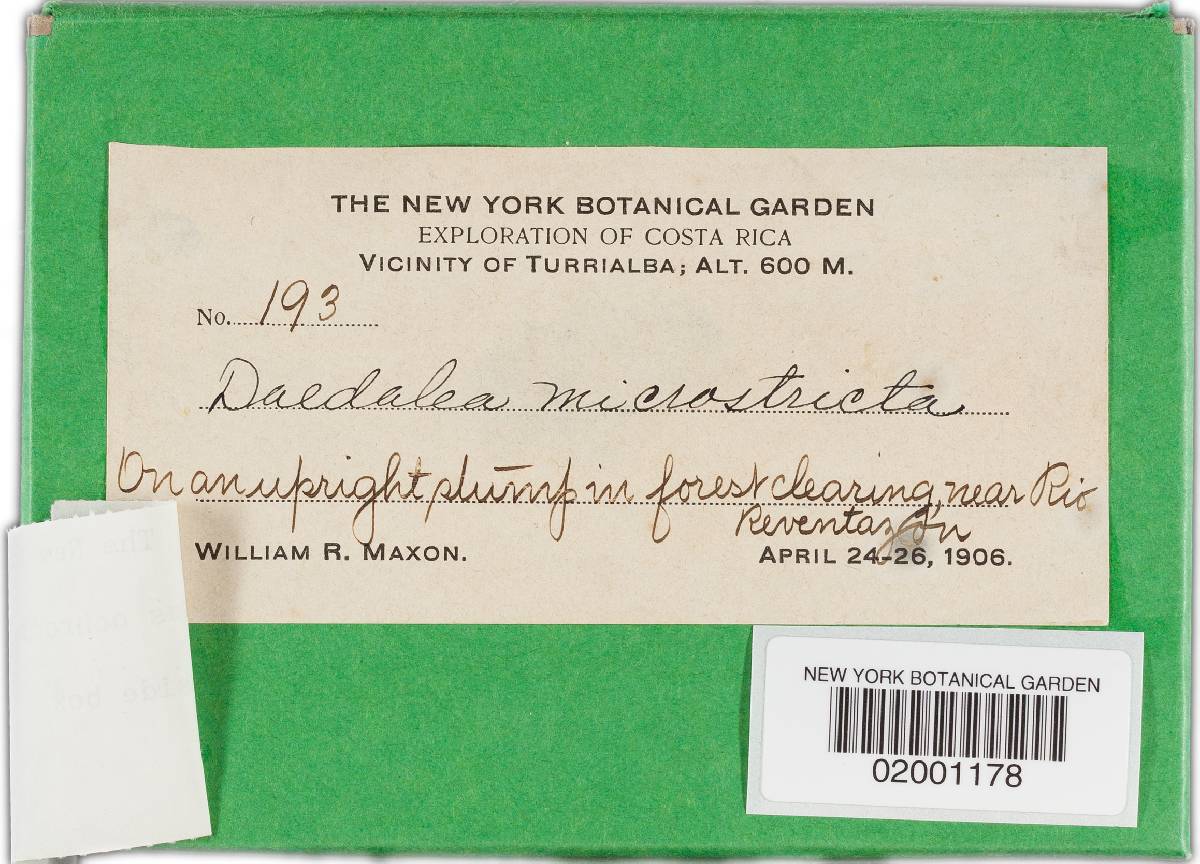 THE NEW YORK BOTANICAL GARDEN
EXPLORATION OF COSTA RICA
VICINITY OF TURRIALBA; ALT. 600 M.
No. 193
Daedalea microstricta
On an upright stump in forest clearing, near Rio
Reventazón
WILLIAM R. MAXON.
APRIL 24-26, 1906.
NEW YORK BOTANICAL GARDEN
02001178